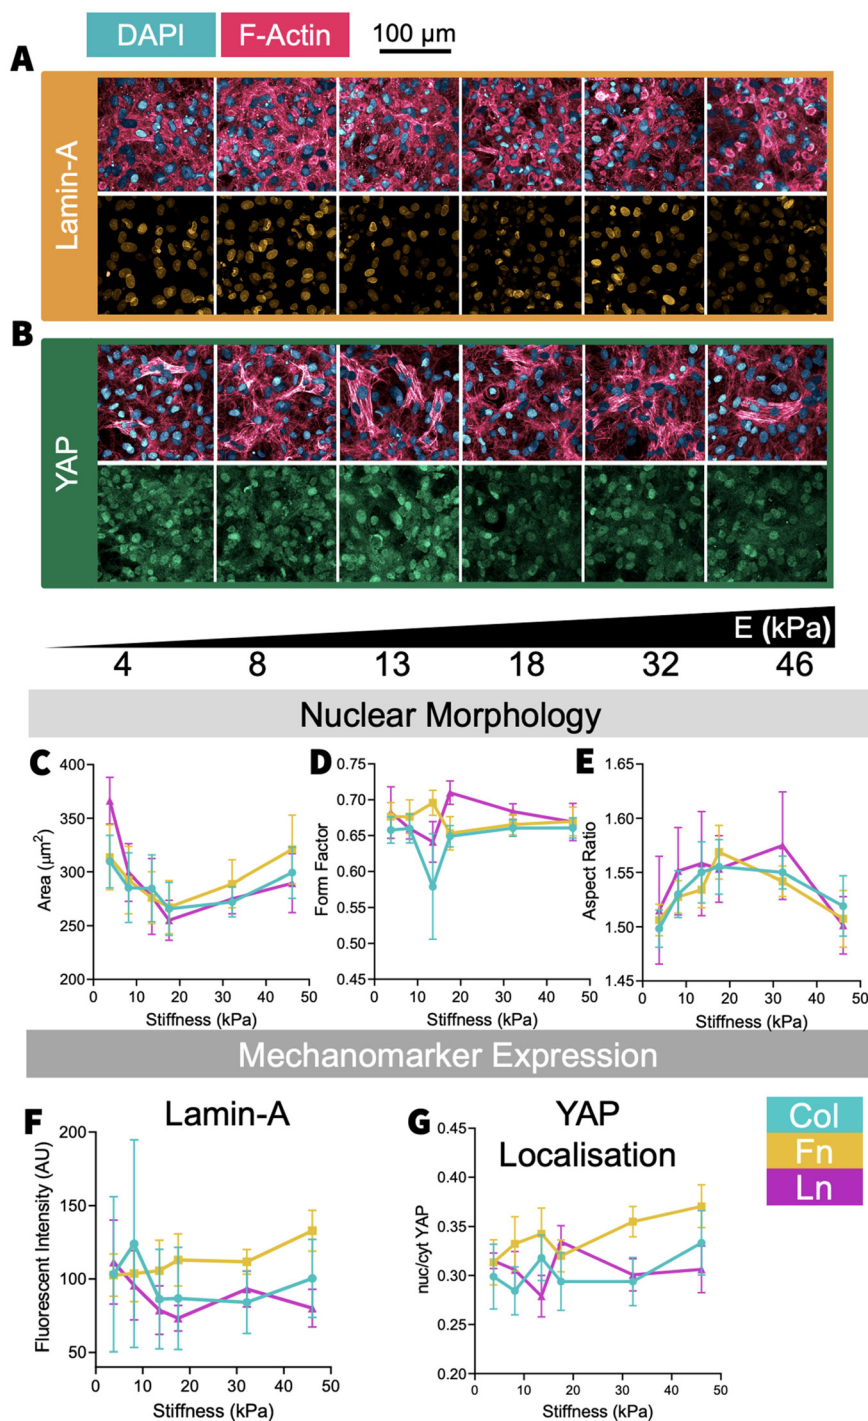 DAPI F-Actin 100 µm
A
Lamin-A
B
YAP
E (kPa)
4 8 13 18 32 46
Nuclear Morphology
C
400
350
300
250
200
Area (µm²)
0 10 20 30 40 50
Stiffness (kPa)
D
0.75
0.70
0.65
0.60
0.55
0.50
0.45
Form Factor
0 10 20 30 40 50
Stiffness (kPa)
E
1.65
1.60
1.55
1.50
1.45
Aspect Ratio
0 10 20 30 40 50
Stiffness (kPa)
Mechanomarker Expression
F
Lamin-A
200
150
100
50
Fluorescent Intensity (AU)
0 10 20 30 40 50
Stiffness (kPa)
G
YAP
Localisation
0.45
0.40
0.35
0.30
0.25
0.20
nuc/cyt YAP
0 10 20 30 40 50
Stiffness (kPa)
Col
Fn
Ln